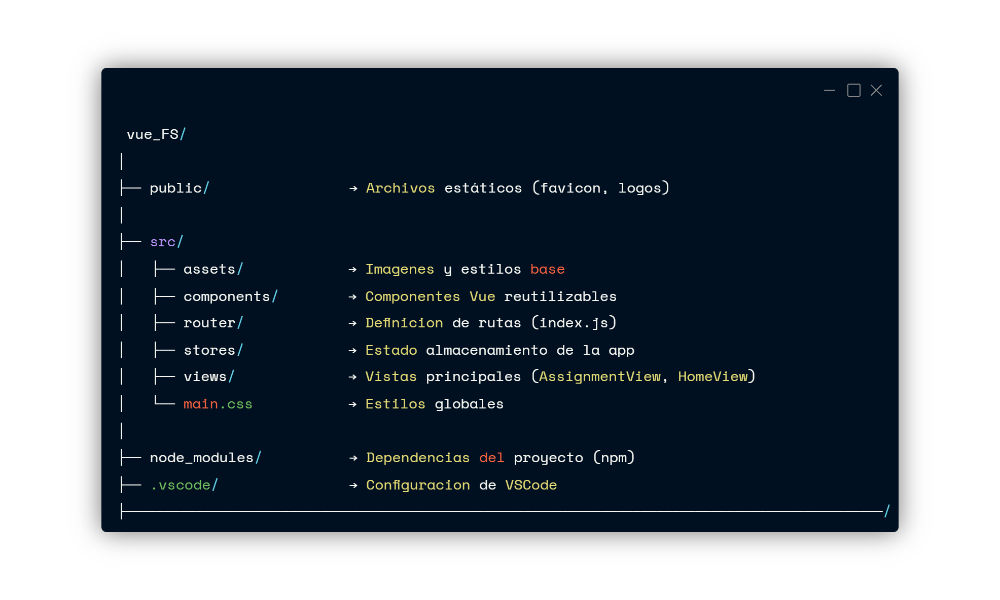 vue_FS/
│
├── public/                → Archivos estáticos (favicon, logos)
│
├── src/
│   ├── assets/            → Imagenes y estilos base
│   ├── components/        → Componentes Vue reutilizables
│   ├── router/            → Definicion de rutas (index.js)
│   ├── stores/            → Estado almacenamiento de la app
│   ├── views/             → Vistas principales (AssignmentView, HomeView)
│   └── main.css           → Estilos globales
│
├── node_modules/          → Dependencias del proyecto (npm)
├── .vscode/               → Configuracion de VSCode
├──────────────────────────────────────────────────────────────────────────────/